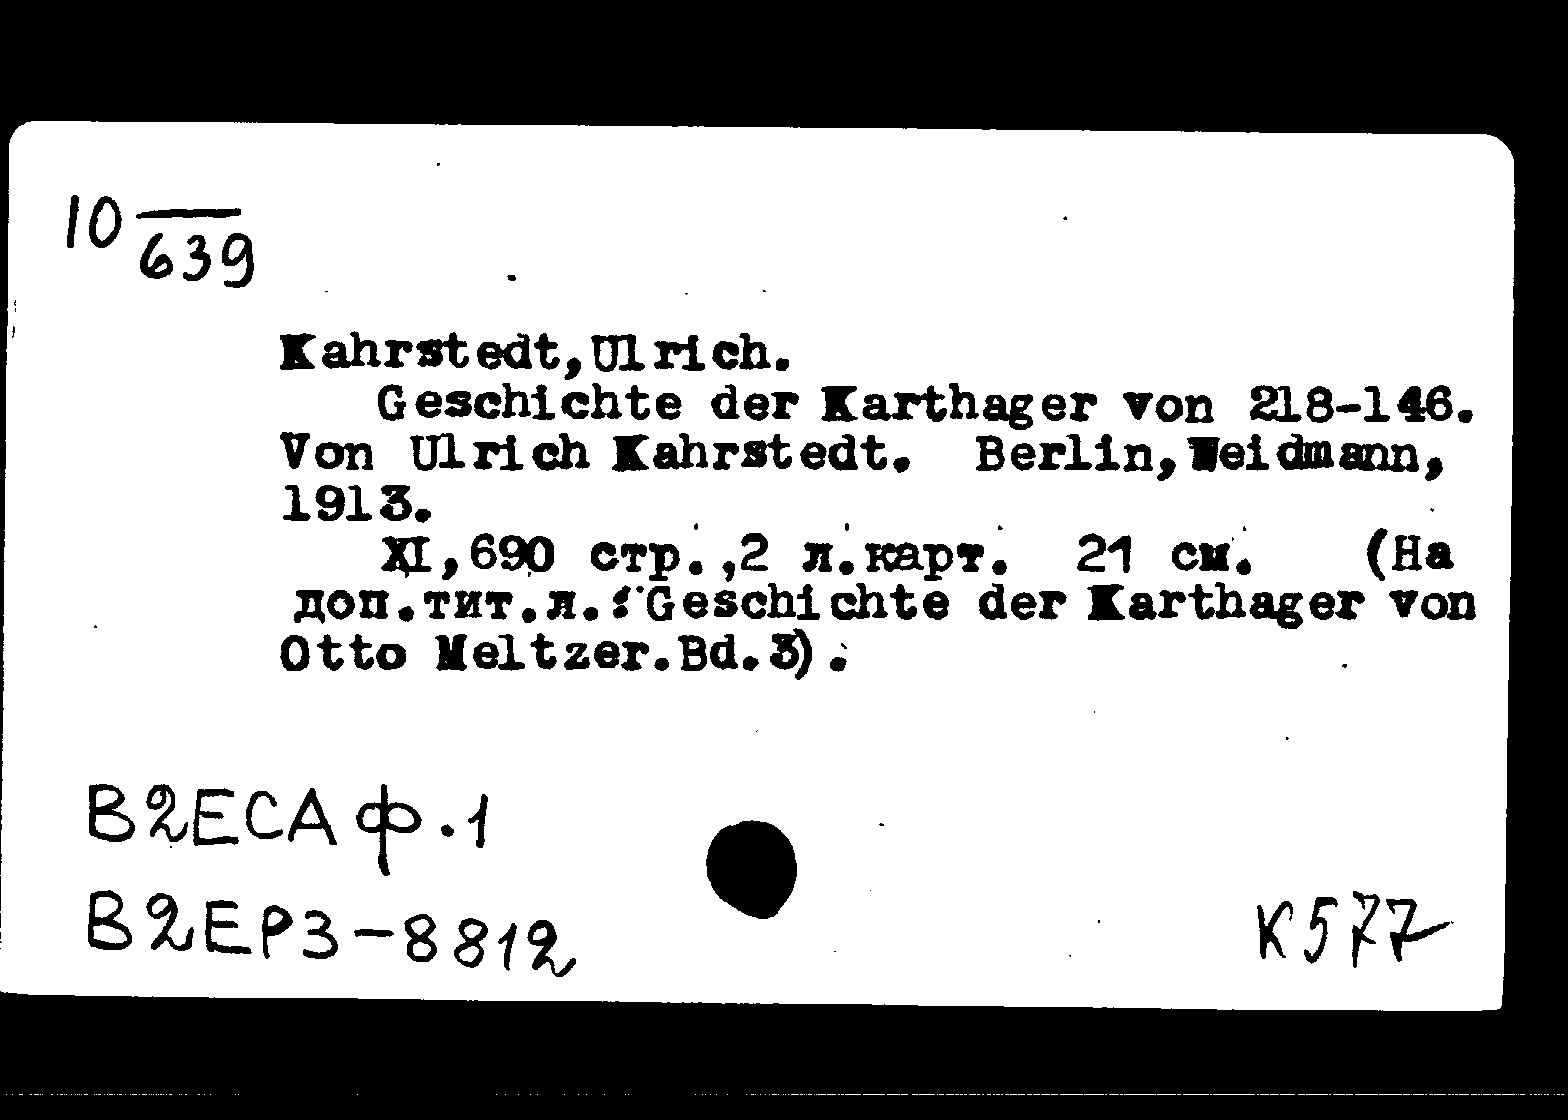 10 639
Kahrstedt,Ulrich.
Geschichte der Karthager von 218-146.
Von Ulrich Kahrstedt. Berlin,Weidmann,
1913.
XI,690 стр.,2 л.карт. 21 см. (На
доп.тит.л.:Geschichte der Karthager von
Otto Meltzer.Bd.3).
В2ЕСА ф.1
В2ЕРЗ-8812
К577